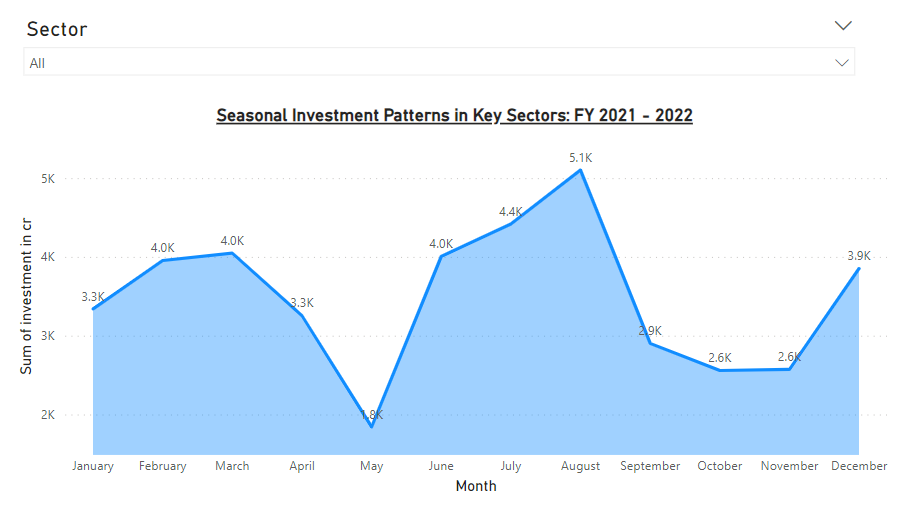 Sector
All
Seasonal Investment Patterns in Key Sectors: FY 2021 - 2022
Sum of investment in cr
5K
4K
3K
2K
3.3K
4.0K
4.0K
3.3K
1.8K
4.0K
4.4K
5.1K
2.9K
2.6K
2.6K
3.9K
January February March April May June July August September October November December
Month